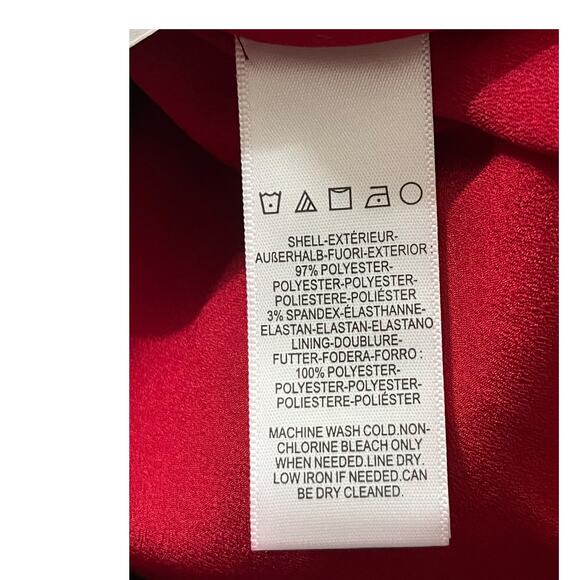 SHELL-EXTÉRIEUR-
AUßERHALB-FUORI-EXTERIOR :
97% POLYESTER-
POLYESTER-POLYESTER-
POLIESTERE-POLIÉSTER
3% SPANDEX-ÉLASTHANNE-
ELASTAN-ELASTAN-ELASTANO
LINING-DOUBLURE-
FUTTER-FODERA-FORRO :
100% POLYESTER-
POLYESTER-POLYESTER-
POLIESTERE-POLIÉSTER
MACHINE WASH COLD.NON-
CHLORINE BLEACH ONLY
WHEN NEEDED.LINE DRY.
LOW IRON IF NEEDED.CAN
BE DRY CLEANED.